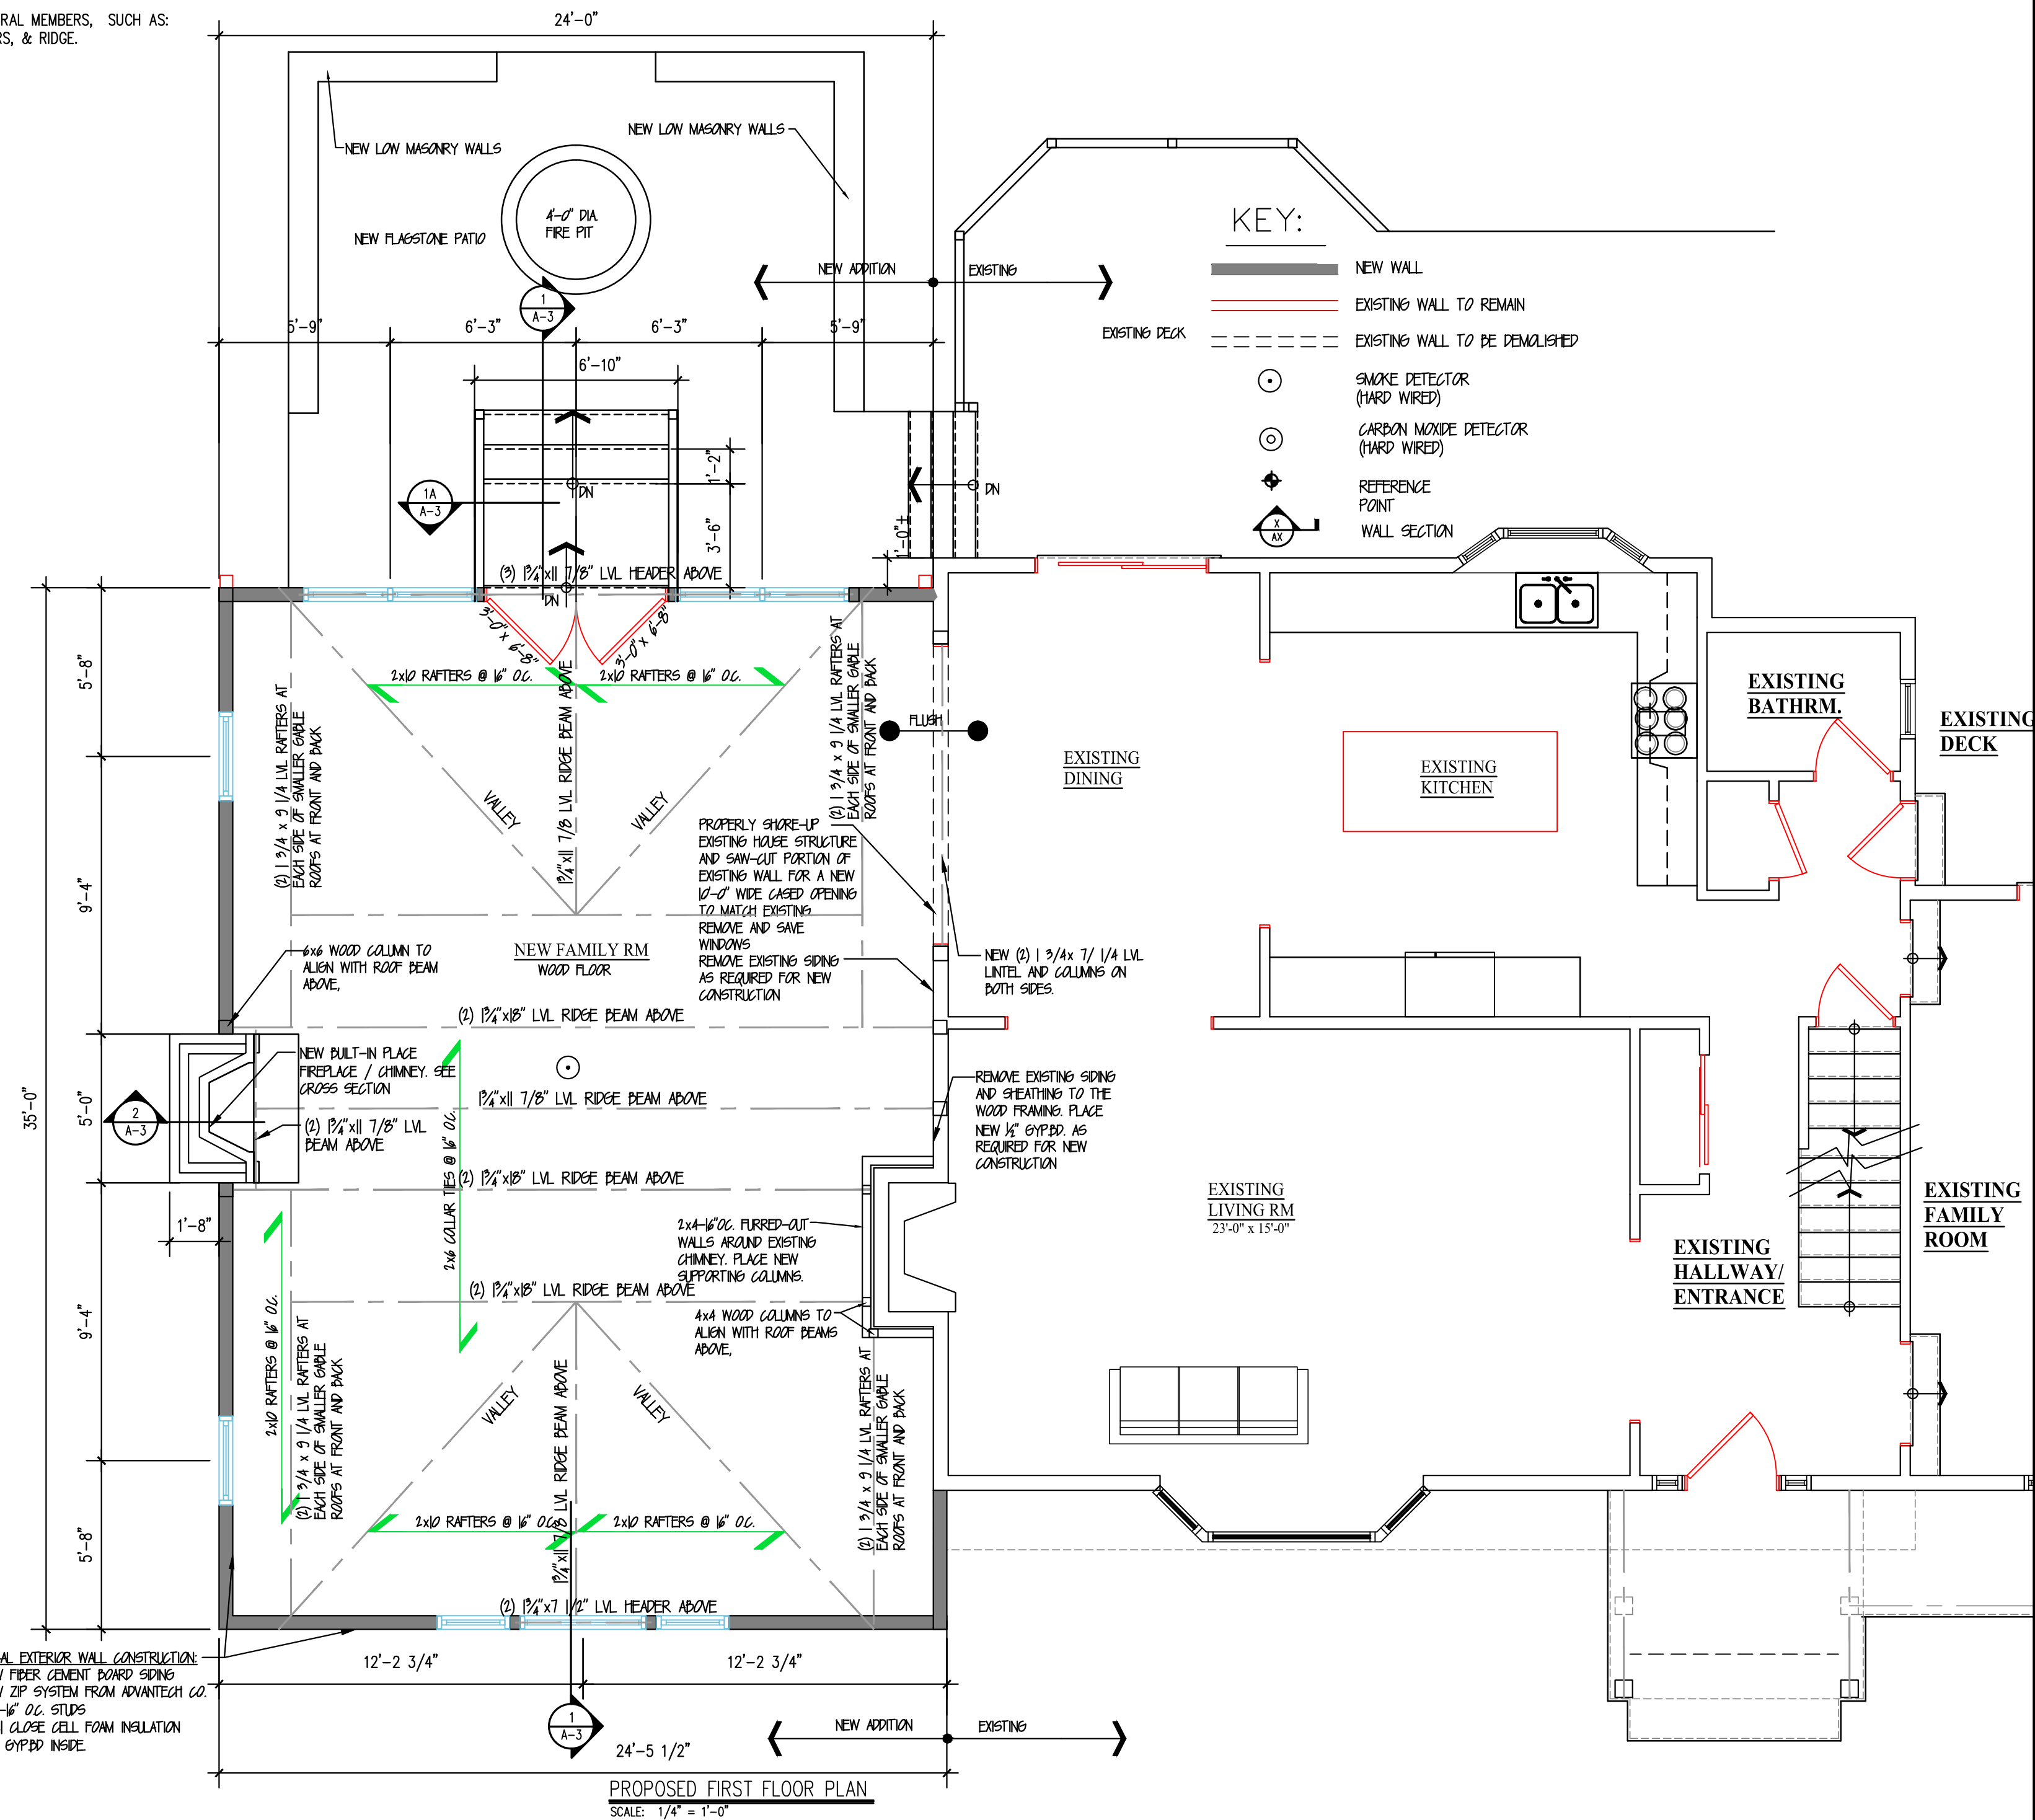 RAL MEMBERS, SUCH AS:
RS, & RIDGE.
24'-0"
NEW LOW MASONRY WALLS
NEW LOW MASONRY WALLS
4'-0" DIA.
FIRE PIT
NEW FLAGSTONE PATIO
NEW ADDITION
EXISTING
1
A-3
5'-9"
6'-3"
6'-3"
5'-9"
6'-10"
EXISTING DECK
KEY:
NEW WALL
EXISTING WALL TO REMAIN
EXISTING WALL TO BE DEMOLISHED
SMOKE DETECTOR
(HARD WIRED)
CARBON MOXIDE DETECTOR
(HARD WIRED)
REFERENCE
POINT
X
AX
WALL SECTION
1A
A-3
DN
1'-2"
3'-6"
DN
1'-0"±
(3) 1¾"x11 7/8" LVL HEADER ABOVE
DN
3'-0" x 6'-8"
3'-0" x 6'-8"
2x10 RAFTERS @ 16" O.C.
2x10 RAFTERS @ 16" O.C.
1¾"x11 7/8 LVL RIDGE BEAM ABOVE
(2) 1 3/4 x 9 1/4 LVL RAFTERS AT
EACH SIDE OF SMALLER GABLE
ROOFS AT FRONT AND BACK
(2) 1 3/4 x 9 1/4 LVL RAFTERS AT
EACH SIDE OF SMALLER GABLE
ROOFS AT FRONT AND BACK
VALLEY
VALLEY
FLUSH
5'-8"
9'-4"
5'-0"
9'-4"
5'-8"
35'-0"
EXISTING
DINING
EXISTING
KITCHEN
EXISTING
BATHRM.
EXISTING
DECK
PROPERLY SHORE-UP
EXISTING HOUSE STRUCTURE
AND SAW-CUT PORTION OF
EXISTING WALL FOR A NEW
10'-0" WIDE CASED OPENING
TO MATCH EXISTING
REMOVE AND SAVE
WINDOWS
REMOVE EXISTING SIDING
AS REQUIRED FOR NEW
CONSTRUCTION
6x6 WOOD COLUMN TO
ALIGN WITH ROOF BEAM
ABOVE,
NEW FAMILY RM
WOOD FLOOR
NEW (2) 1 3/4x 7/ 1/4 LVL
LINTEL AND COLUMNS ON
BOTH SIDES.
(2) 1¾"x18" LVL RIDGE BEAM ABOVE
NEW BUILT-IN PLACE
FIREPLACE / CHIMNEY. SEE
CROSS SECTION
2
A-3
(2) 1¾"x11 7/8" LVL
BEAM ABOVE
1¾"x11 7/8" LVL RIDGE BEAM ABOVE
REMOVE EXISTING SIDING
AND SHEATHING TO THE
WOOD FRAMING. PLACE
NEW ½" GYP.BD. AS
REQUIRED FOR NEW
CONSTRUCTION
2x6 COLLAR TIES @ 16" O.C.
(2) 1¾"x18" LVL RIDGE BEAM ABOVE
1'-8"
2x4-16"OC. FURRED-OUT
WALLS AROUND EXISTING
CHIMNEY. PLACE NEW
SUPPORTING COLUMNS.
EXISTING
LIVING RM
23'-0" x 15'-0"
EXISTING
HALLWAY/
ENTRANCE
EXISTING
FAMILY
ROOM
(2) 1¾"x18" LVL RIDGE BEAM ABOVE
4x4 WOOD COLUMNS TO
ALIGN WITH ROOF BEAMS
ABOVE,
2x10 RAFTERS @ 16" O.C.
(2) 1 3/4 x 9 1/4 LVL RAFTERS AT
EACH SIDE OF SMALLER GABLE
ROOFS AT FRONT AND BACK
VALLEY
VALLEY
1¾"x11 7/8 LVL RIDGE BEAM ABOVE
(2) 1 3/4 x 9 1/4 LVL RAFTERS AT
EACH SIDE OF SMALLER GABLE
ROOFS AT FRONT AND BACK
2x10 RAFTERS @ 16" O.C.
2x10 RAFTERS @ 16" O.C.
(2) 1¾"x7 1/2" LVL HEADER ABOVE
AL EXTERIOR WALL CONSTRUCTION:
FIBER CEMENT BOARD SIDING
ZIP SYSTEM FROM ADVANTECH CO.
-16" O.C. STUDS
CLOSE CELL FOAM INSULATION
GYP.BD INSIDE.
12'-2 3/4"
12'-2 3/4"
1
A-3
NEW ADDITION
EXISTING
24'-5 1/2"
PROPOSED FIRST FLOOR PLAN
SCALE: 1/4" = 1'-0"